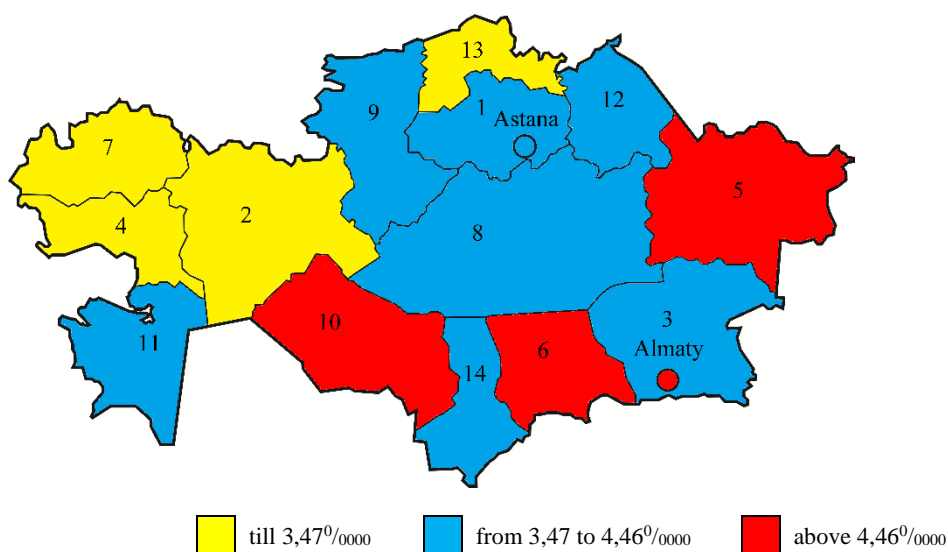 13
9
1
12
Astana
7
5
2
4
8
10
3
11
6
Almaty
14
till 3,47⁰/₀₀₀₀
from 3,47 to 4,46⁰/₀₀₀₀
above 4,46⁰/₀₀₀₀